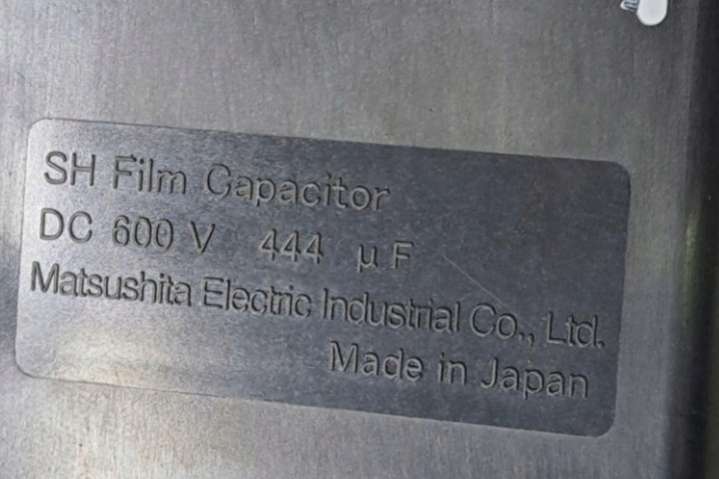 SH Film Capacitor
DC 600 V 444 μF
Matsushita Electric Industrial Co., Ltd.
Made in Japan